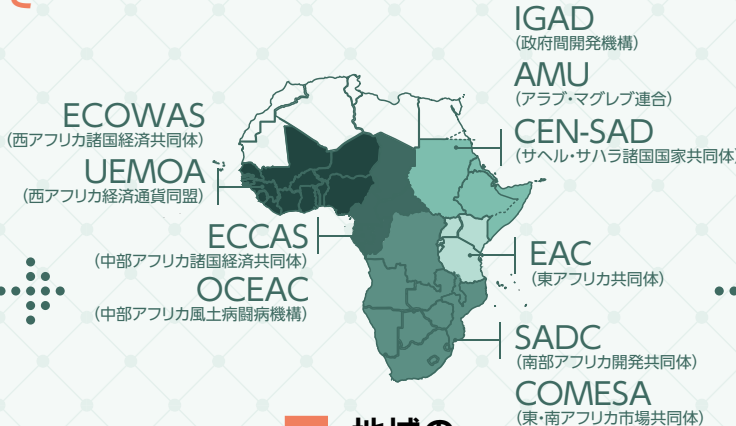 IGAD
（政府間開発機構）
AMU
（アラブ・マグレブ連合）
CEN-SAD
（サヘル・サハラ諸国国家共同体）
ECOWAS
（西アフリカ諸国経済共同体）
UEMOA
（西アフリカ経済通貨同盟）
ECCAS
（中部アフリカ諸国経済共同体）
OCEAC
（中部アフリカ風土病闘病機構）
EAC
（東アフリカ共同体）
SADC
（南部アフリカ開発共同体）
COMESA
（東・南アフリカ市場共同体）
地域の